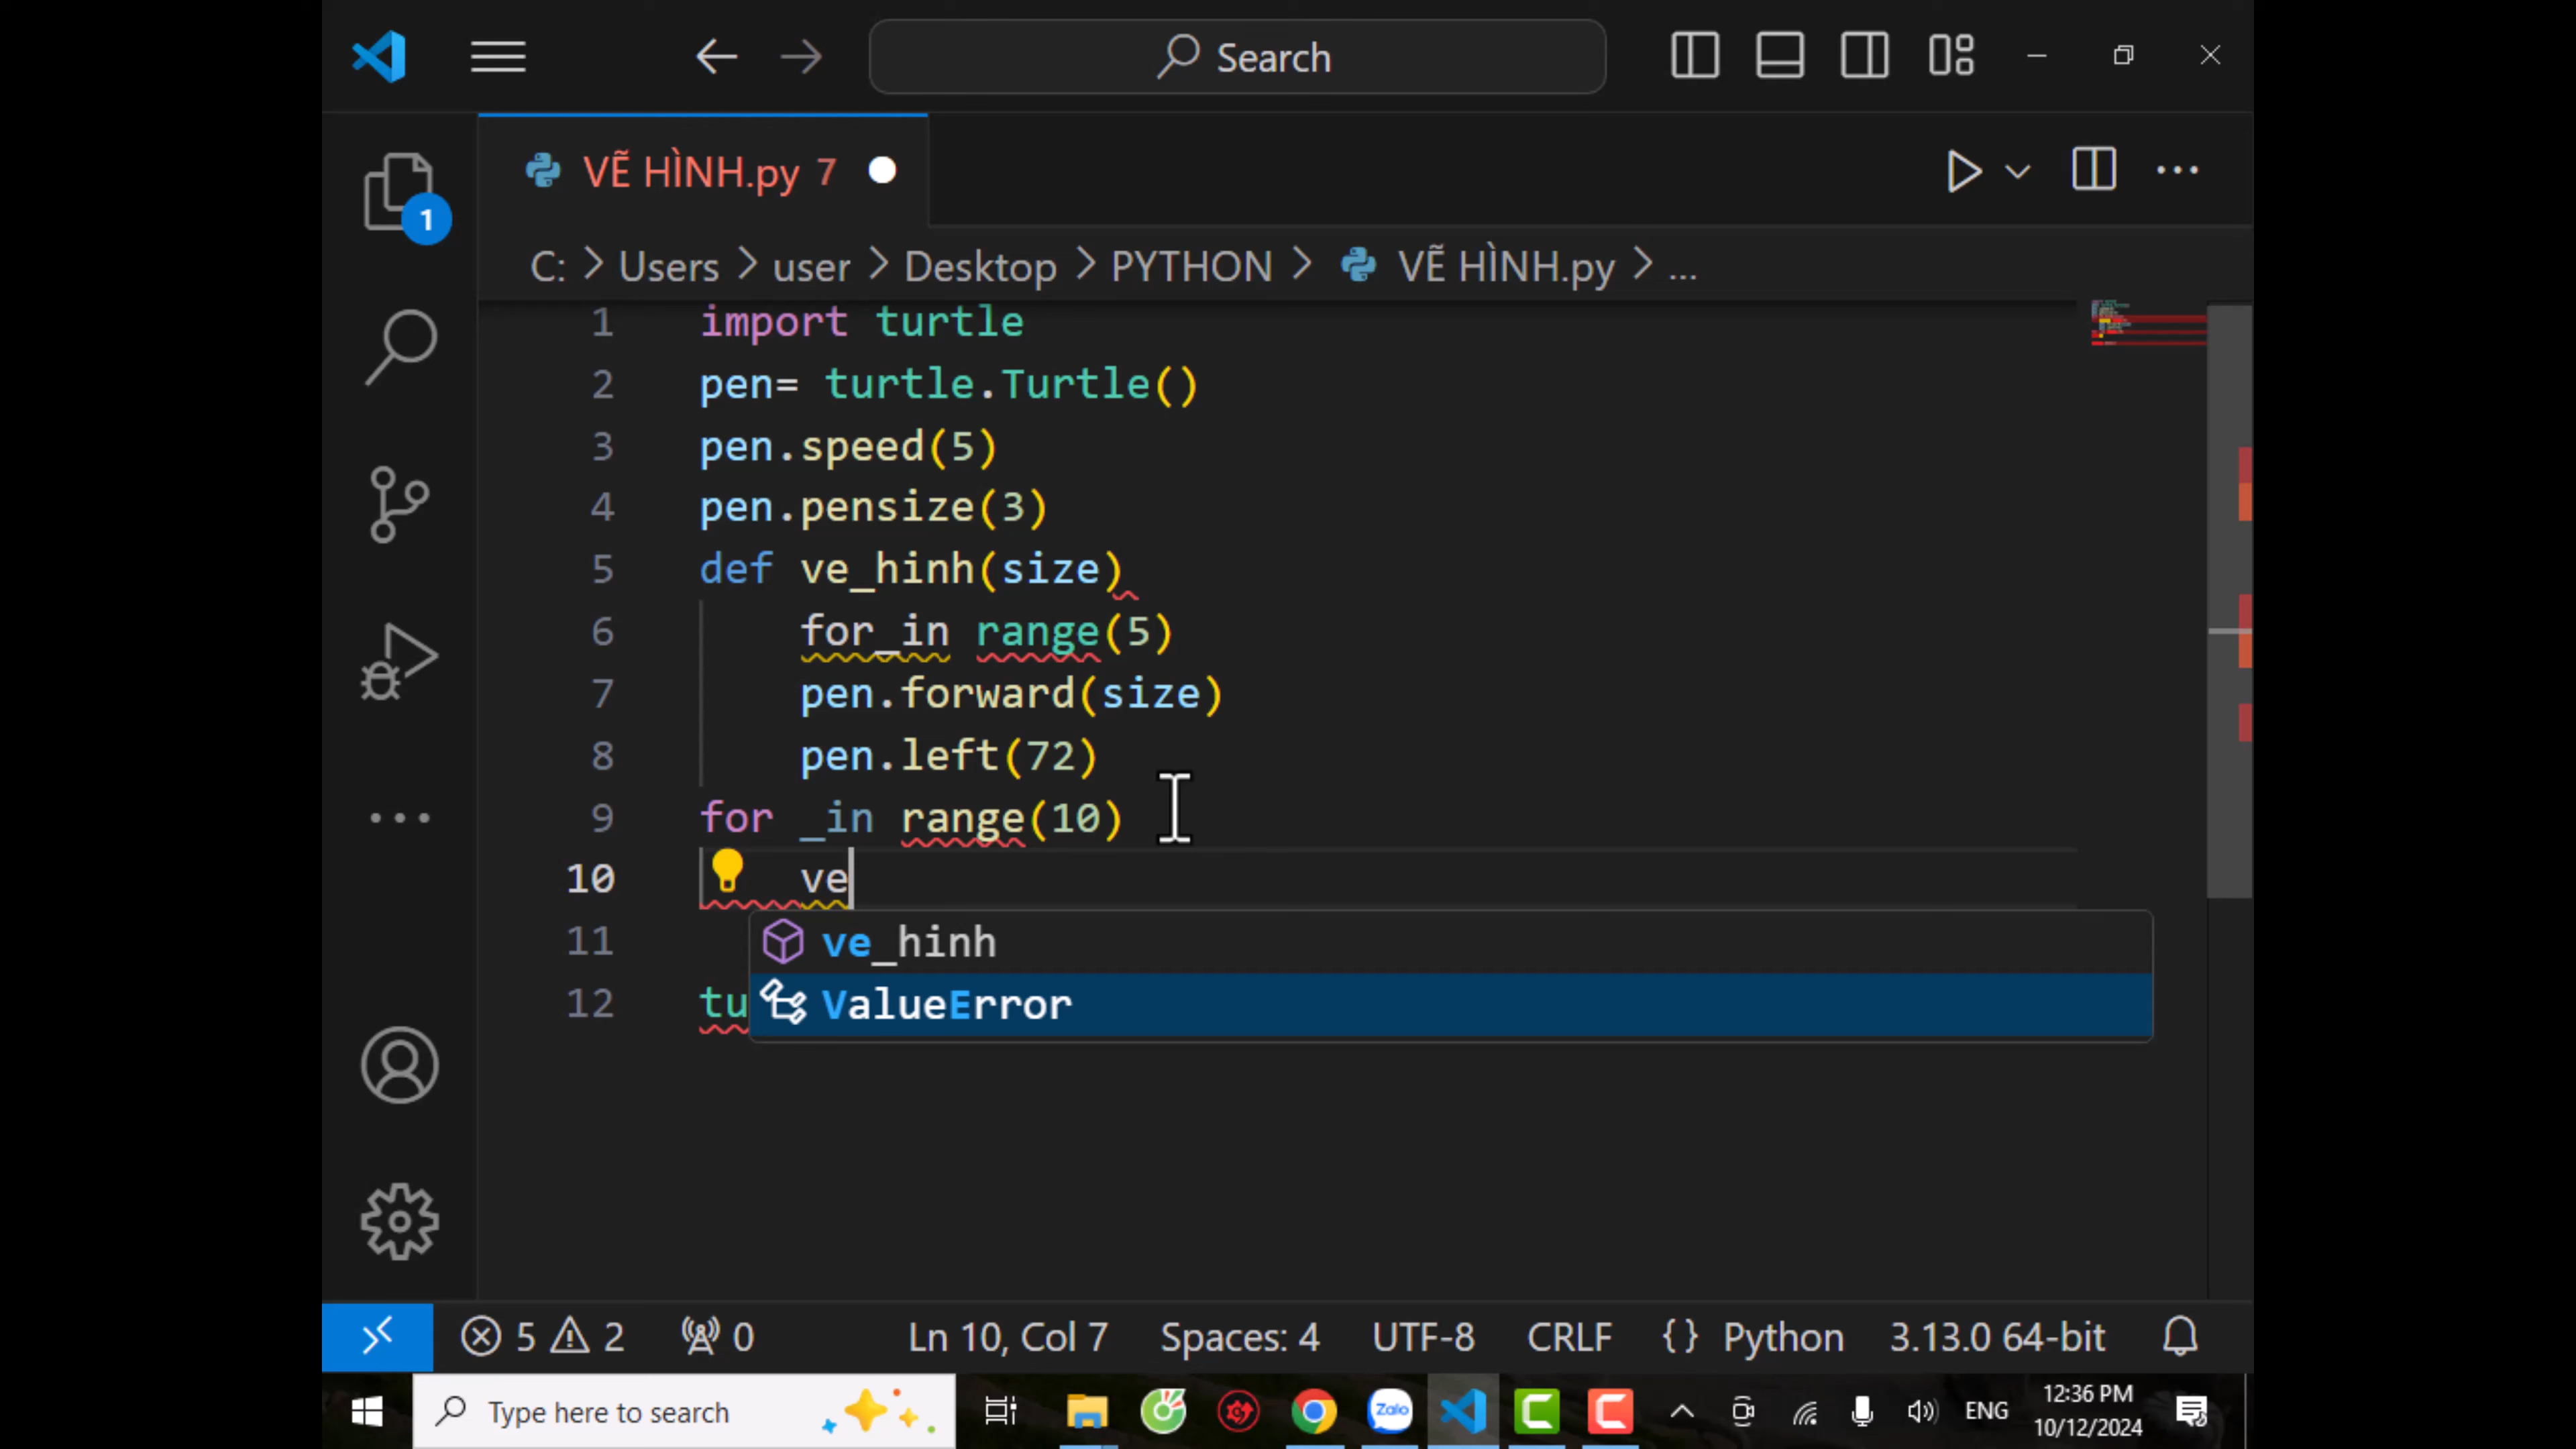 Search
VẼ HÌNH.py 7
1
C: > Users > user > Desktop > PYTHON > VẼ HÌNH.py > ...
1 import turtle
2 pen= turtle.Turtle()
3 pen.speed(5)
4 pen.pensize(3)
5 def ve_hinh(size)
6 for_in range(5)
7 pen.forward(size)
8 pen.left(72)
9 for _in range(10)
10 ve
ve_hinh
11
ValueError
12 tu
5 2 0 Ln 10, Col 7 Spaces: 4 UTF-8 CRLF {} Python 3.13.0 64-bit
Type here to search
Zalo
ENG
12:36 PM
10/12/2024